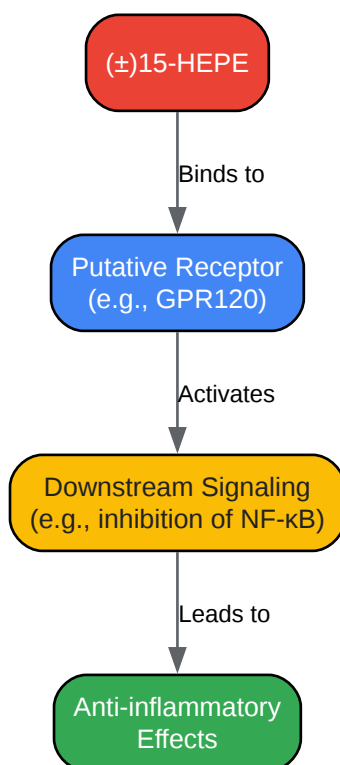 (±)15-HEPE
Binds to
Putative Receptor
(e.g., GPR120)
Activates
Downstream Signaling
(e.g., inhibition of NF-κB)
Leads to
Anti-inflammatory
Effects